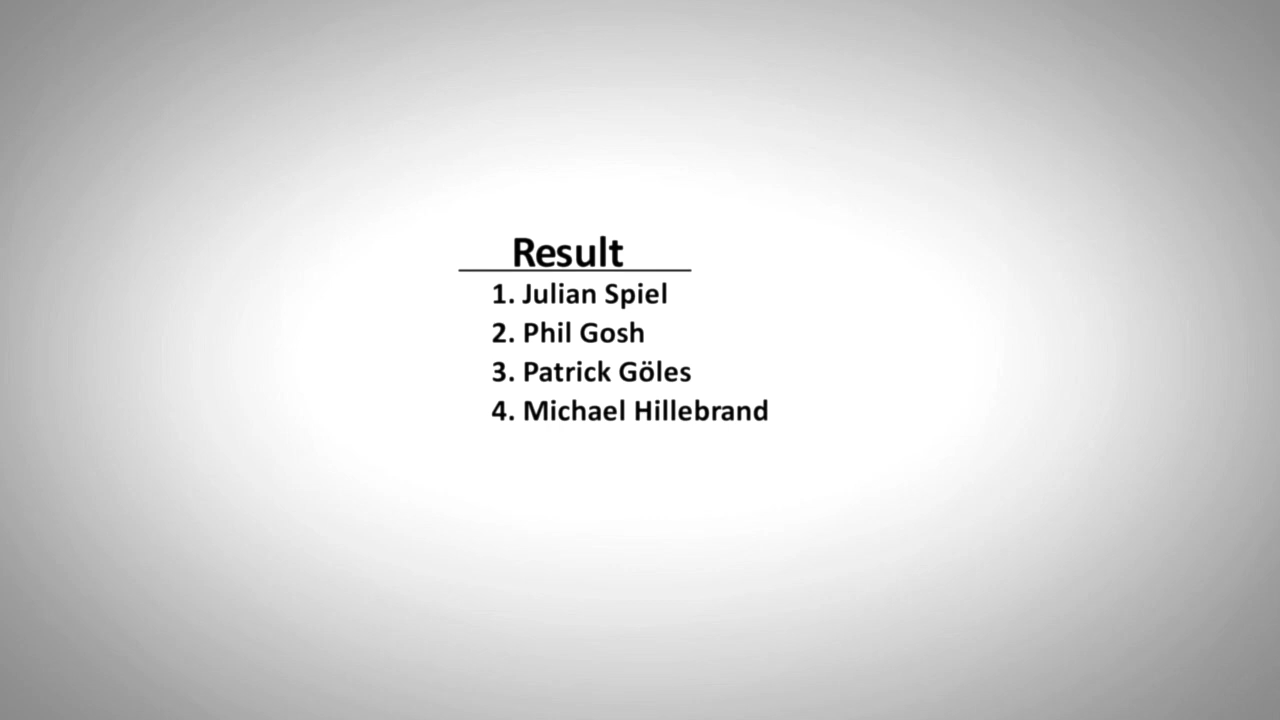 Result
1. Julian Spiel
2. Phil Gosh
3. Patrick Göles
4. Michael Hillebrand